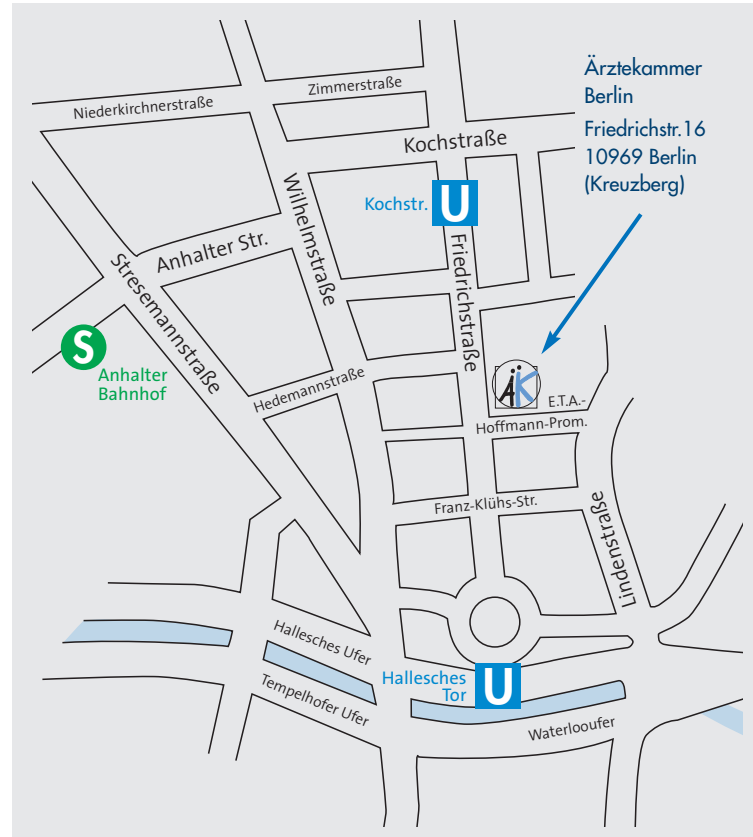 Ärztekammer
Berlin
Friedrichstr.16
10969 Berlin
(Kreuzberg)
Zimmerstraße
Niederkirchnerstraße
Kochstraße
Kochstr.
U
Wilhelmstraße
Anhalter Str.
Friedrichstraße
Stresemannstraße
S
Anhalter
Bahnhof
Hedemannstraße
ÄK
E.T.A.-
Hoffmann-Prom.
Franz-Klühs-Str.
Lindenstraße
Hallesches Ufer
Hallesches
Tor
U
Tempelhofer Ufer
Waterlooufer